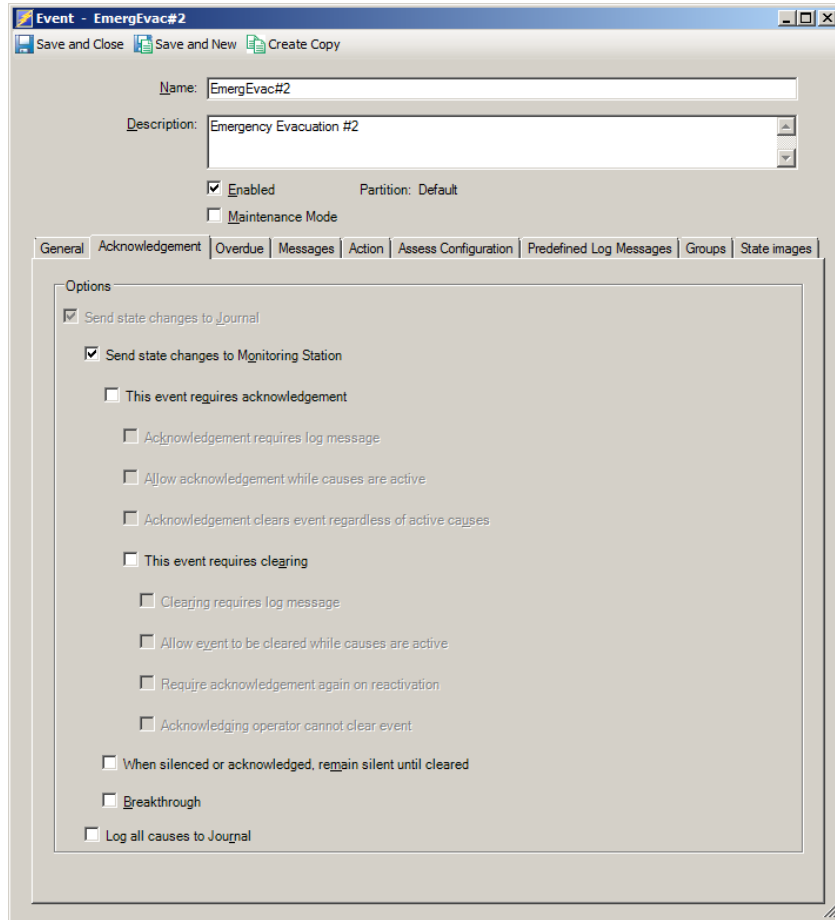 Event - EmergEvac#2
Save and Close Save and New Create Copy
Name: EmergEvac#2
Description: Emergency Evacuation #2
Enabled Partition: Default
Maintenance Mode
General Acknowledgement Overdue Messages Action Assess Configuration Predefined Log Messages Groups State images
Options
Send state changes to Journal
Send state changes to Monitoring Station
This event requires acknowledgement
Acknowledgement requires log message
Allow acknowledgement while causes are active
Acknowledgement clears event regardless of active causes
This event requires clearing
Clearing requires log message
Allow event to be cleared while causes are active
Require acknowledgement again on reactivation
Acknowledging operator cannot clear event
When silenced or acknowledged, remain silent until cleared
Breakthrough
Log all causes to Journal